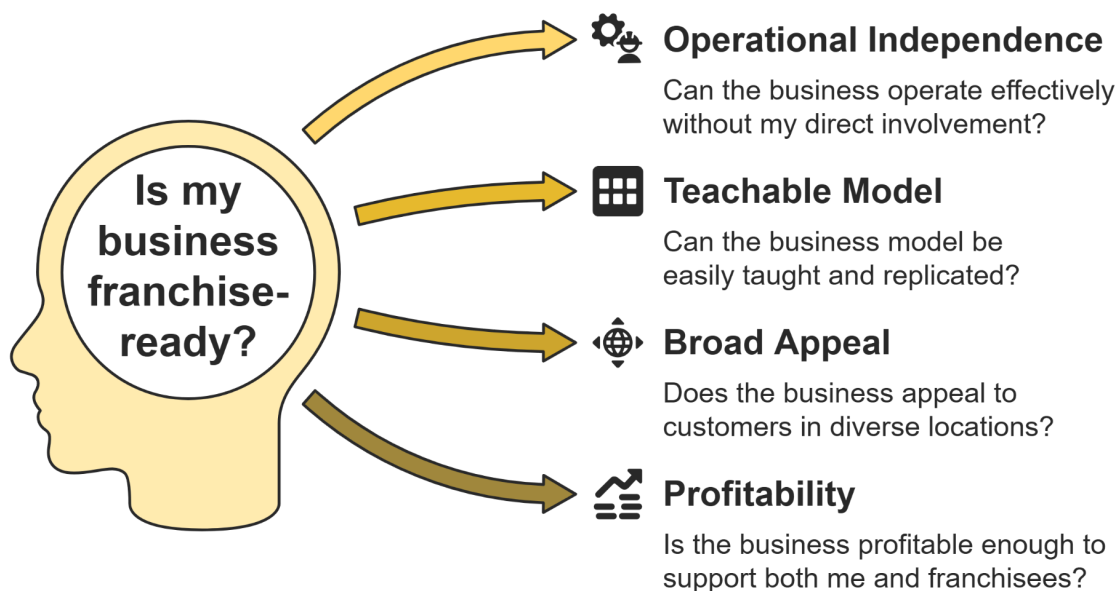 Is my
business
franchise-
ready?
Operational Independence
Can the business operate effectively
without my direct involvement?
Teachable Model
Can the business model be
easily taught and replicated?
Broad Appeal
Does the business appeal to
customers in diverse locations?
Profitability
Is the business profitable enough to
support both me and franchisees?